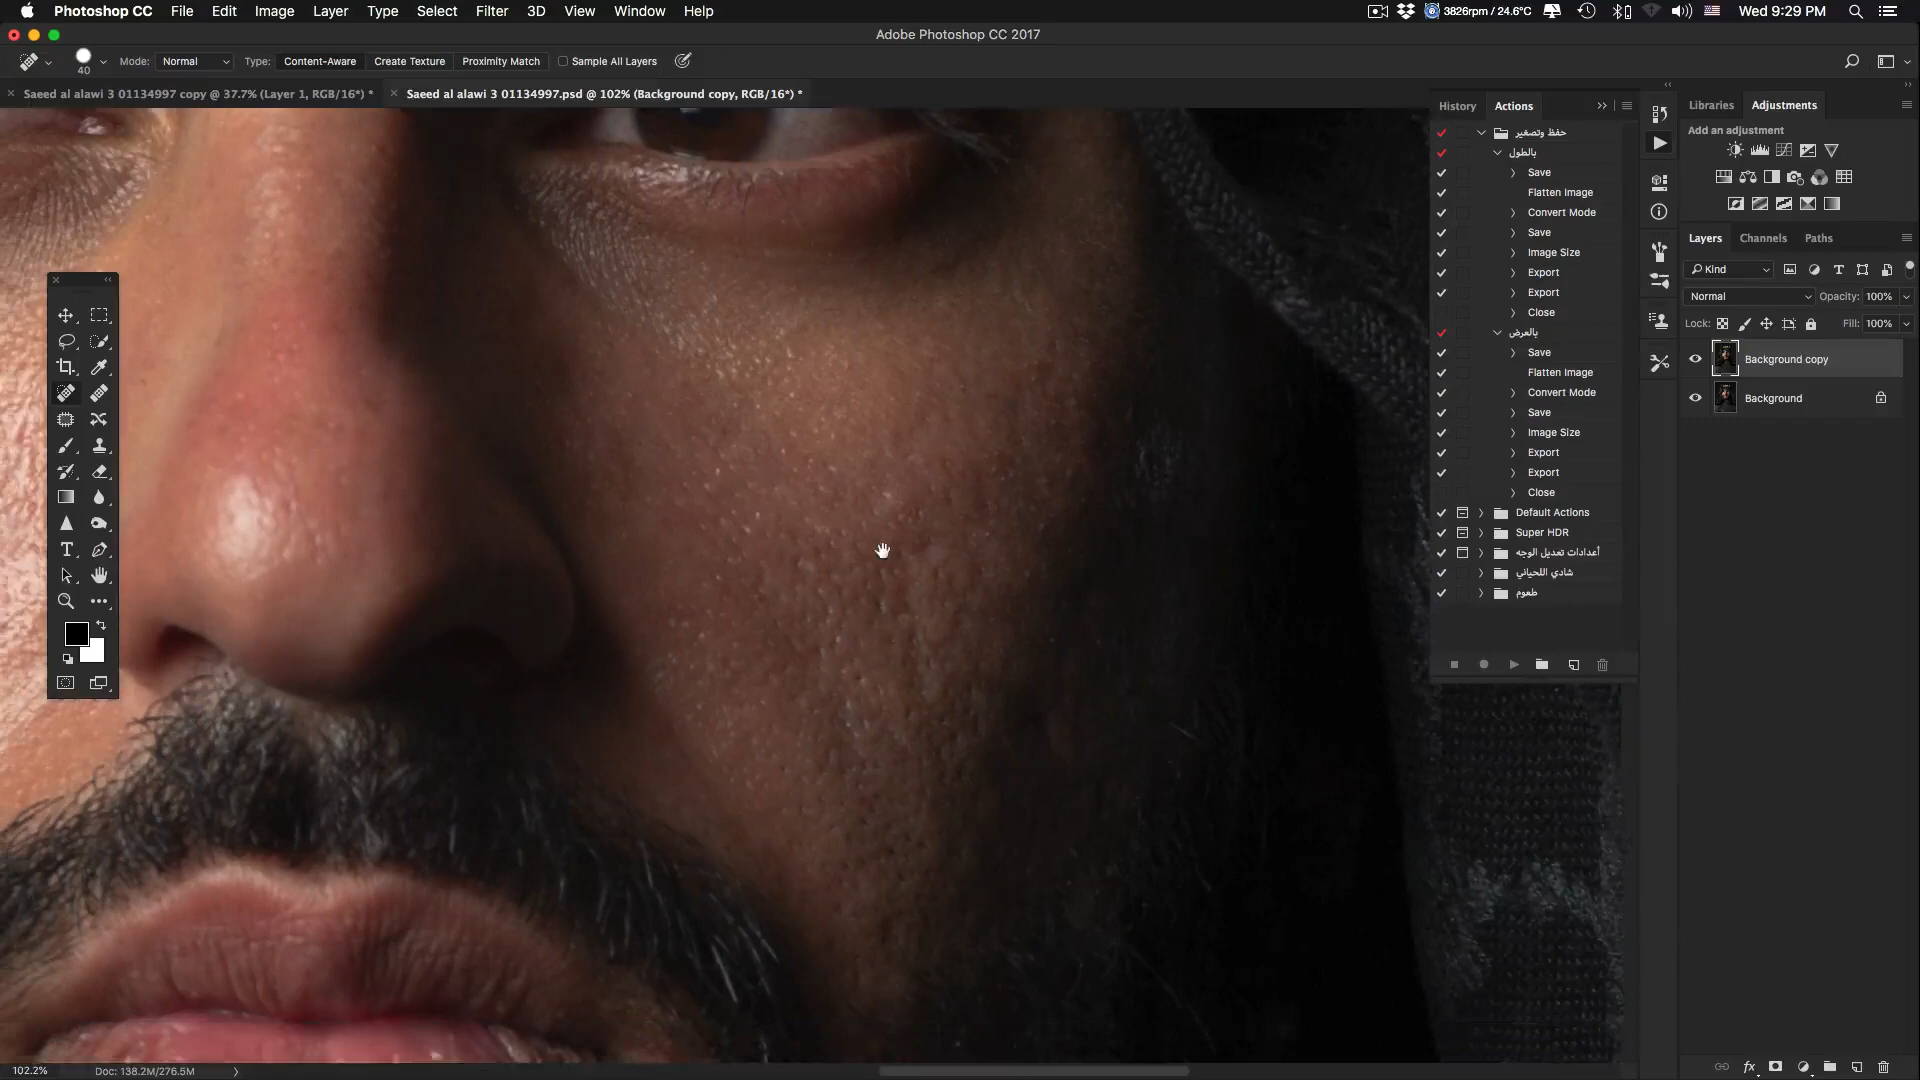 Photoshop CC File Edit Image Layer Type Select Filter 3D View Window Help 3826rpm / 24.6°C Wed 9:29 PM
Adobe Photoshop CC 2017
40 Mode: Normal Type: Content-Aware Create Texture Proximity Match Sample All Layers
Saeed al alawi 3 01134997 copy @ 37.7% (Layer 1, RGB/16*) * Saeed al alawi 3 01134997.psd @ 102% (Background copy, RGB/16*) *
History Actions
حفظ وتصغير
بالطول
Save
Flatten Image
Convert Mode
Save
Image Size
Export
Export
Close
بالعرض
Save
Flatten Image
Convert Mode
Save
Image Size
Export
Export
Close
Default Actions
Super HDR
أعدادات تعديل الوجه
شادي اللحياني
طعوم
Libraries Adjustments
Add an adjustment
Layers Channels Paths
Kind
Normal Opacity: 100%
Lock: Fill: 100%
Background copy
Background
102.2% Doc: 138.2M/276.5M
fx